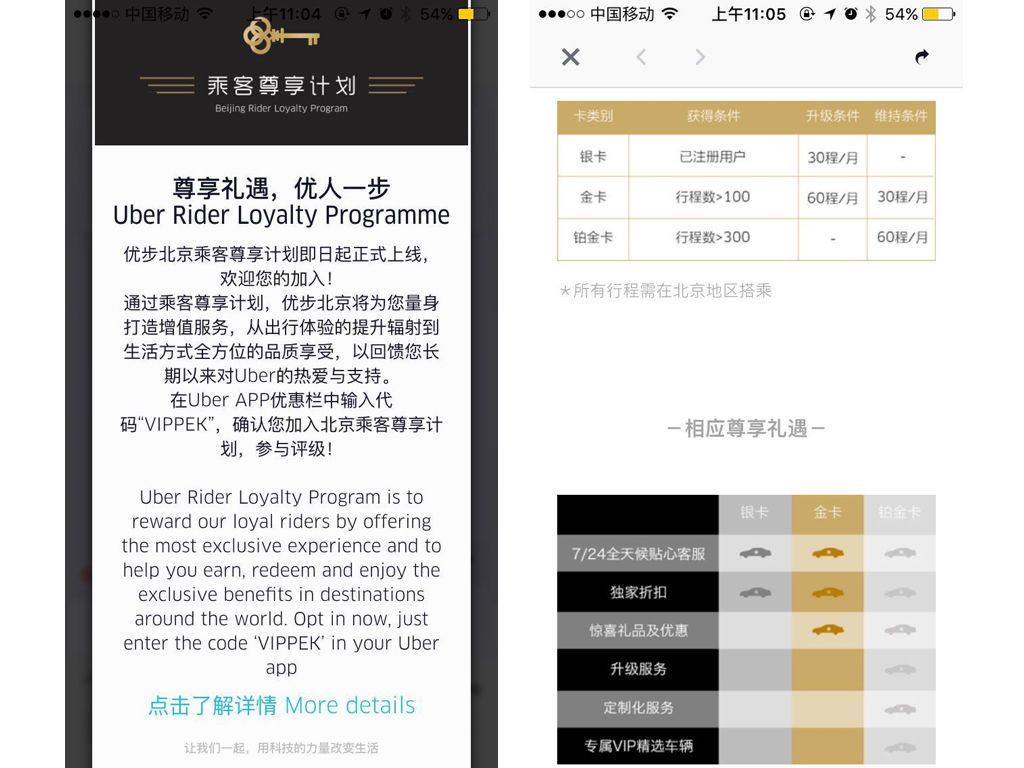 中国移动 上午11:04 54%
乘客尊享计划
Beijing Rider Loyalty Program
尊享礼遇，优人一步
Uber Rider Loyalty Programme
优步北京乘客尊享计划即日起正式上线，
欢迎您的加入！
通过乘客尊享计划，优步北京将为您量身
打造增值服务，从出行体验的提升辐射到
生活方式全方位的品质享受，以回馈您长
期以来对Uber的热爱与支持。
在Uber APP优惠栏中输入代
码“VIPPEK”，确认您加入北京乘客尊享计
划，参与评级！
Uber Rider Loyalty Program is to
reward our loyal riders by offering
the most exclusive experience and to
help you earn, redeem and enjoy the
exclusive benefits in destinations
around the world. Opt in now, just
enter the code ‘VIPPEK’ in your Uber
app
点击了解详情 More details
让我们一起，用科技的力量改变生活
中国移动 上午11:05 54%
卡类别 获得条件 升级条件 维持条件
银卡 已注册用户 30程/月 -
金卡 行程数>100 60程/月 30程/月
铂金卡 行程数>300 - 60程/月
＊所有行程需在北京地区搭乘
－相应尊享礼遇－
银卡 金卡 铂金卡
7/24全天候贴心客服
独家折扣
惊喜礼品及优惠
升级服务
定制化服务
专属VIP精选车辆